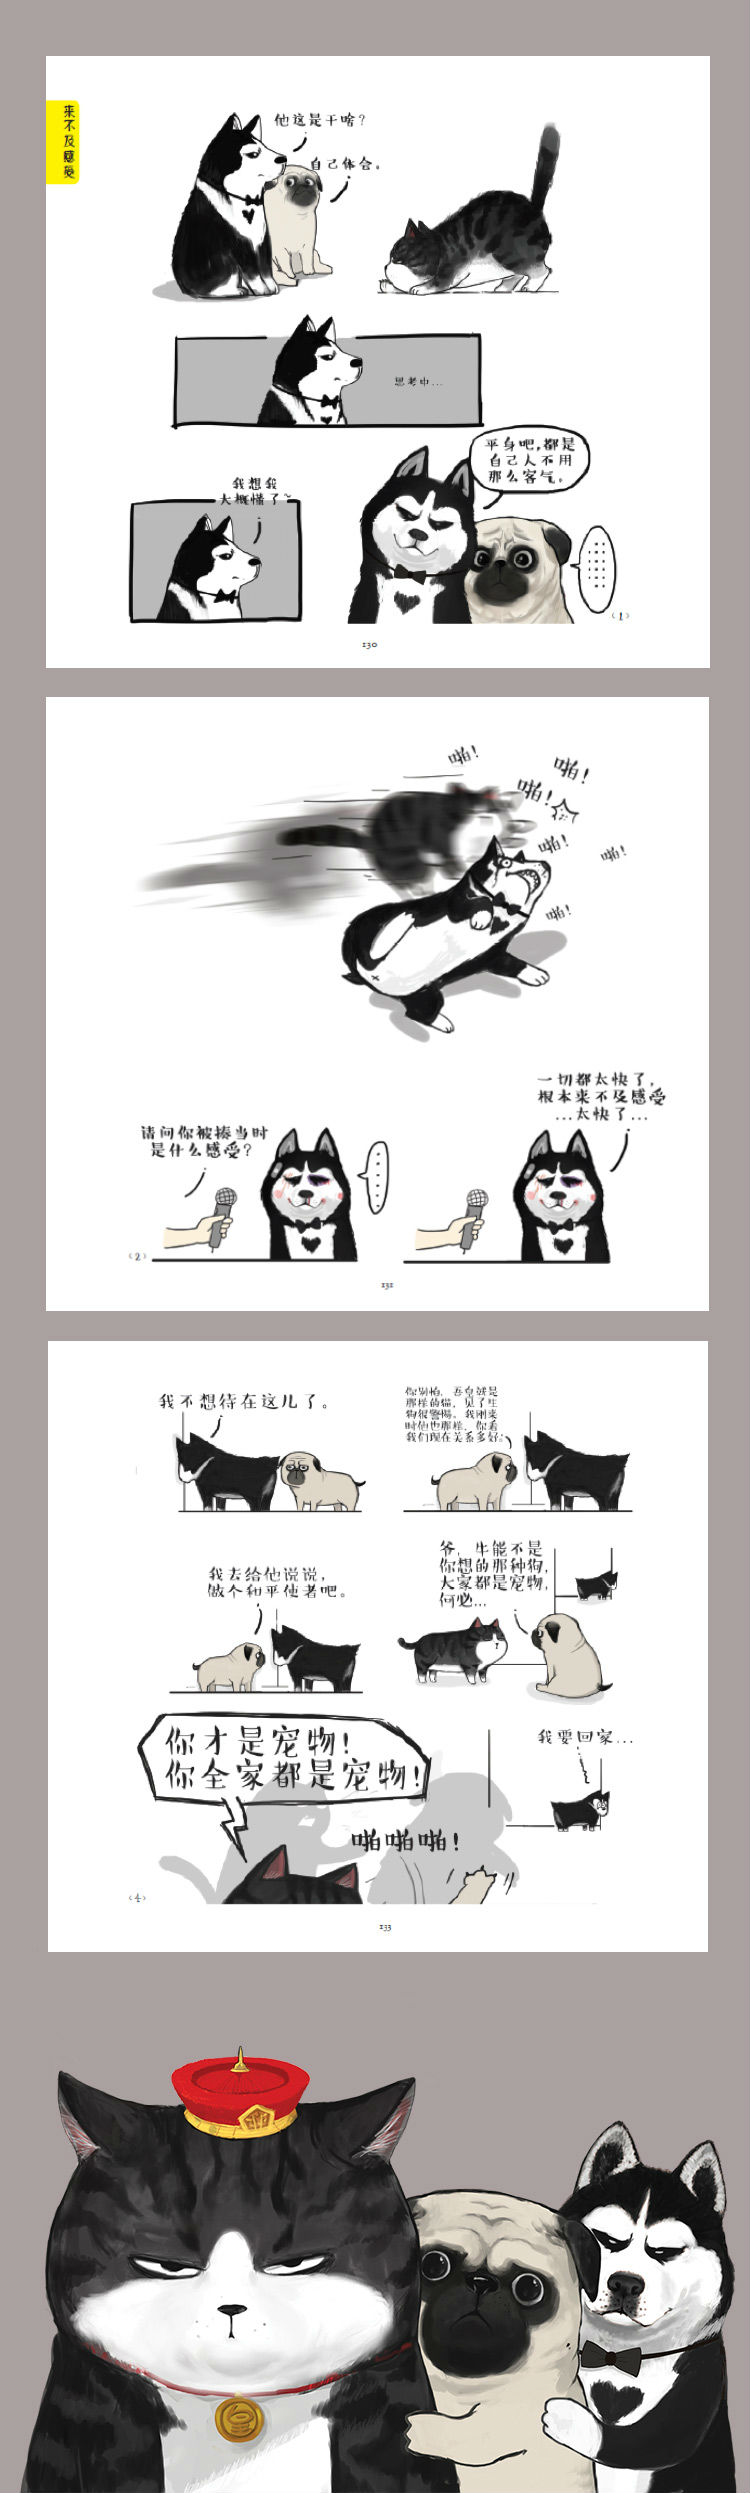 来不及感受
他这是干啥？
自己体会。
思考中...
我想我
大概懂了~
平身吧,都是
自己人不用
那么客气。
(1)
130
啪!
啪!
啪!
啪!
啪!
啪!
请问你被揍当时
是什么感受?
一切都太快了,
根本来不及感受
...太快了...
(2)
131
我不想待在这儿了。
你别怕，吾皇就是
那样的猫，见了生
物很警惕。我刚来
时他也那样，你看
我们现在关系多好。
我去给他说说，
做个和平使者吧。
爷，牛能不是
你想的那种狗，
大家都是宠物，
何必...
你才是宠物!
你全家都是宠物!
啪啪啪!
我要回家...
(4)
133